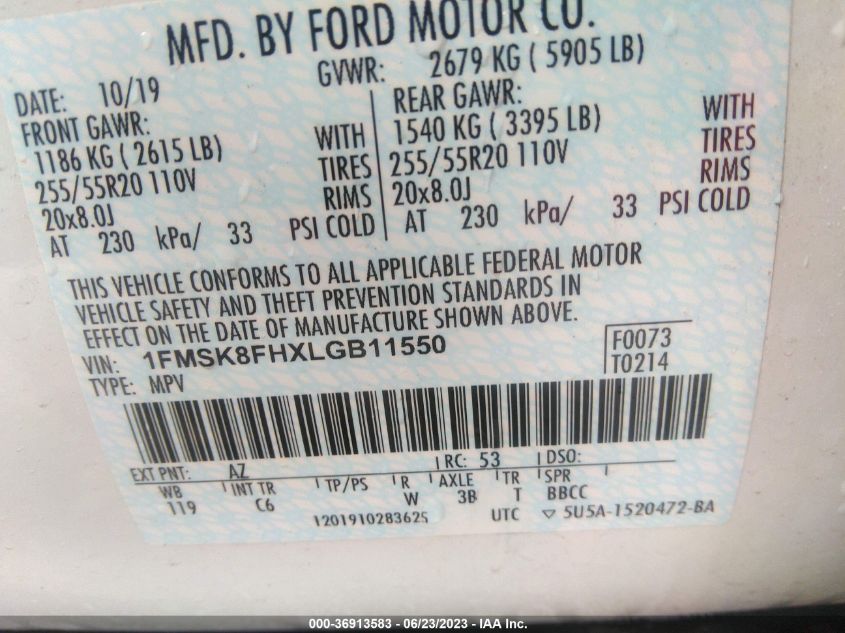 MFD. BY FORD MOTOR CO.
DATE: 10/19 GVWR: 2679 KG ( 5905 LB)
FRONT GAWR: REAR GAWR:
1186 KG ( 2615 LB) WITH 1540 KG ( 3395 LB) WITH
255/55R20 110V TIRES 255/55R20 110V TIRES
20x8.0J RIMS 20x8.0J RIMS
AT 230 kPa/ 33 PSI COLD AT 230 kPa/ 33 PSI COLD
THIS VEHICLE CONFORMS TO ALL APPLICABLE FEDERAL MOTOR
VEHICLE SAFETY AND THEFT PREVENTION STANDARDS IN
EFFECT ON THE DATE OF MANUFACTURE SHOWN ABOVE.
VIN: 1FMSK8FHXLGB11550 F0073
TYPE: MPV T0214
EXT PNT: AZ RC: 53 DSO:
WB INT TR TP/PS R AXLE TR SPR
119 C6 W 3B T BBCC
1201910283625 UTC ▽ 5U5A-1520472-BA
000-36913583 / 06/23/2023 - IAA Inc.